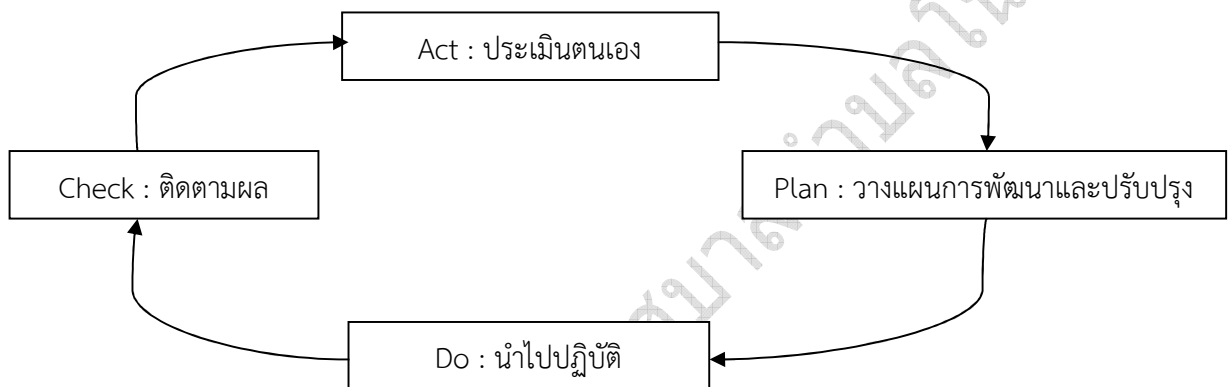 Act : ประเมินตนเอง
Check : ติดตามผล
Plan : วางแผนการพัฒนาและปรับปรุง
Do : นำไปปฏิบัติ